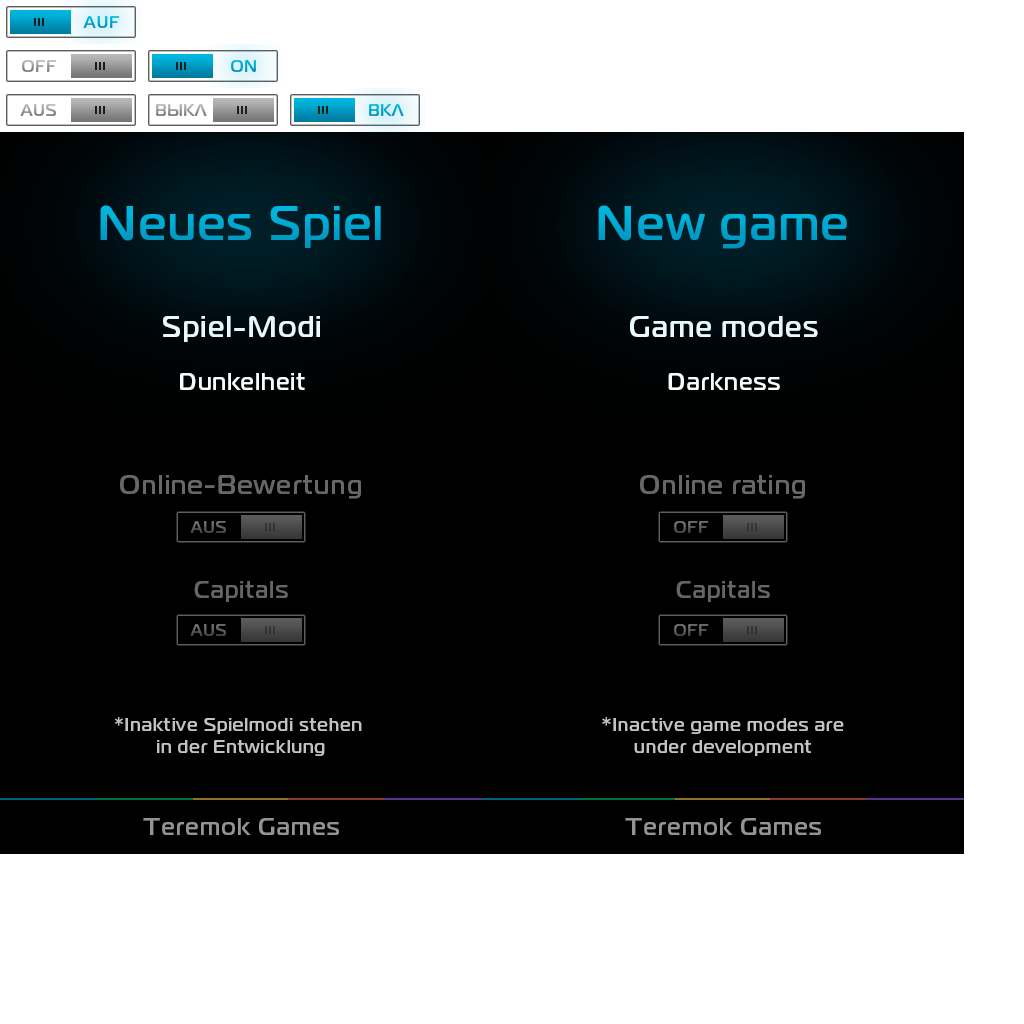 AUF
OFF ON
AUS ВЫКЛ ВКЛ
Neues Spiel
Spiel-Modi
Dunkelheit
Online-Bewertung
AUS
Capitals
AUS
*Inaktive Spielmodi stehen
in der Entwicklung
Teremok Games
New game
Game modes
Darkness
Online rating
OFF
Capitals
OFF
*Inactive game modes are
under development
Teremok Games